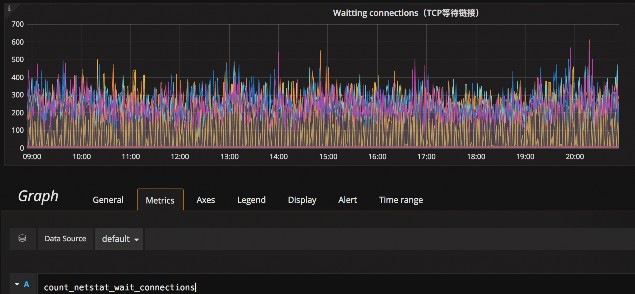 i
Waitting connections（TCP等待链接）
700
600
500
400
300
200
100
0
09:00 10:00 11:00 12:00 13:00 14:00 15:00 16:00 17:00 18:00 19:00 20:00
Graph General Metrics Axes Legend Display Alert Time range
Data Source default
A count_netstat_wait_connections